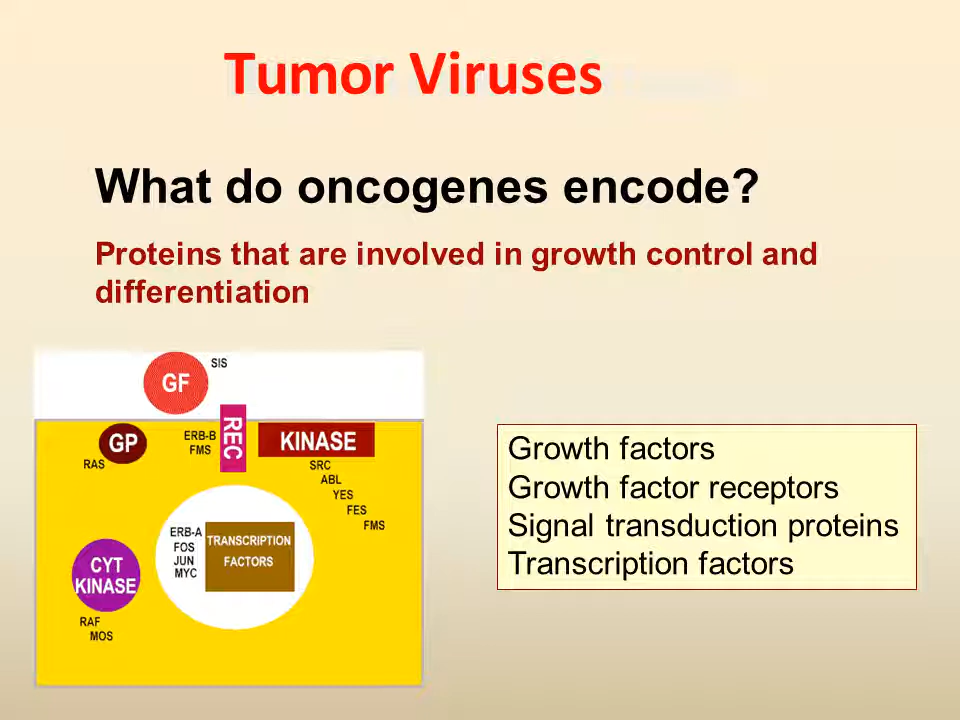 Tumor Viruses
What do oncogenes encode?
Proteins that are involved in growth control and
differentiation
SIS
GF
REC
GP
ERB-B
FMS
KINASE
RAS
SRC
ABL
YES
FES
FMS
ERB-A
FOS
JUN
MYC
TRANSCRIPTION
FACTORS
CYT
KINASE
RAF
MOS
Growth factors
Growth factor receptors
Signal transduction proteins
Transcription factors